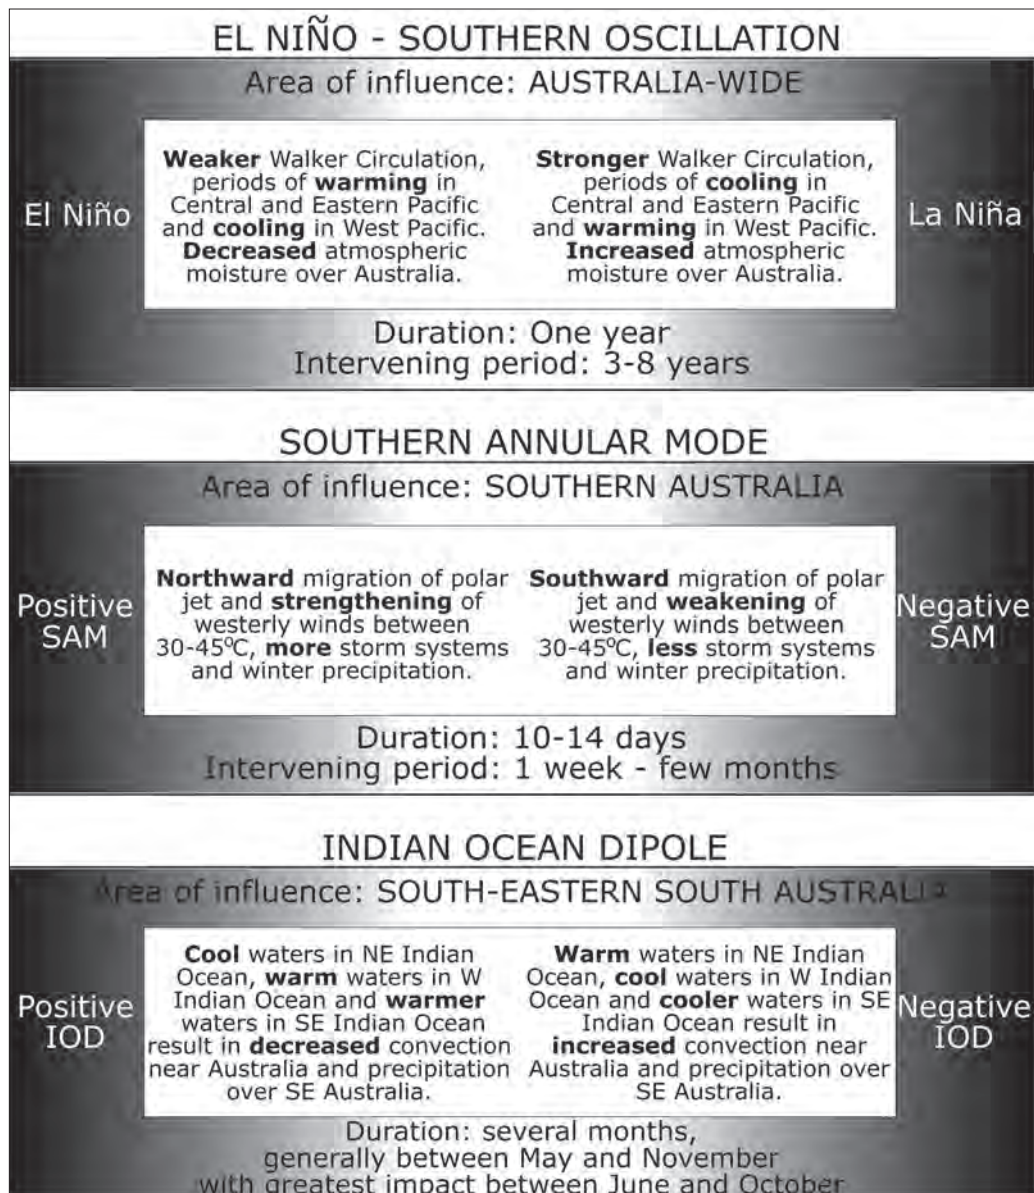 EL NIÑO - SOUTHERN OSCILLATION
Area of influence: AUSTRALIA-WIDE
El Niño
Weaker Walker Circulation,
periods of warming in
Central and Eastern Pacific
and cooling in West Pacific.
Decreased atmospheric
moisture over Australia.
Stronger Walker Circulation,
periods of cooling in
Central and Eastern Pacific
and warming in West Pacific.
Increased atmospheric
moisture over Australia.
La Niña
Duration: One year
Intervening period: 3-8 years
SOUTHERN ANNULAR MODE
Area of influence: SOUTHERN AUSTRALIA
Positive
SAM
Northward migration of polar
jet and strengthening of
westerly winds between
30-45⁰C, more storm systems
and winter precipitation.
Southward migration of polar
jet and weakening of
westerly winds between
30-45⁰C, less storm systems
and winter precipitation.
Negative
SAM
Duration: 10-14 days
Intervening period: 1 week - few months
INDIAN OCEAN DIPOLE
Area of influence: SOUTH-EASTERN SOUTH AUSTRALIA
Positive
IOD
Cool waters in NE Indian
Ocean, warm waters in W
Indian Ocean and warmer
waters in SE Indian Ocean
result in decreased convection
near Australia and precipitation
over SE Australia.
Warm waters in NE Indian
Ocean, cool waters in W Indian
Ocean and cooler waters in SE
Indian Ocean result in
increased convection near
Australia and precipitation over
SE Australia.
Negative
IOD
Duration: several months,
generally between May and November
with greatest impact between June and October